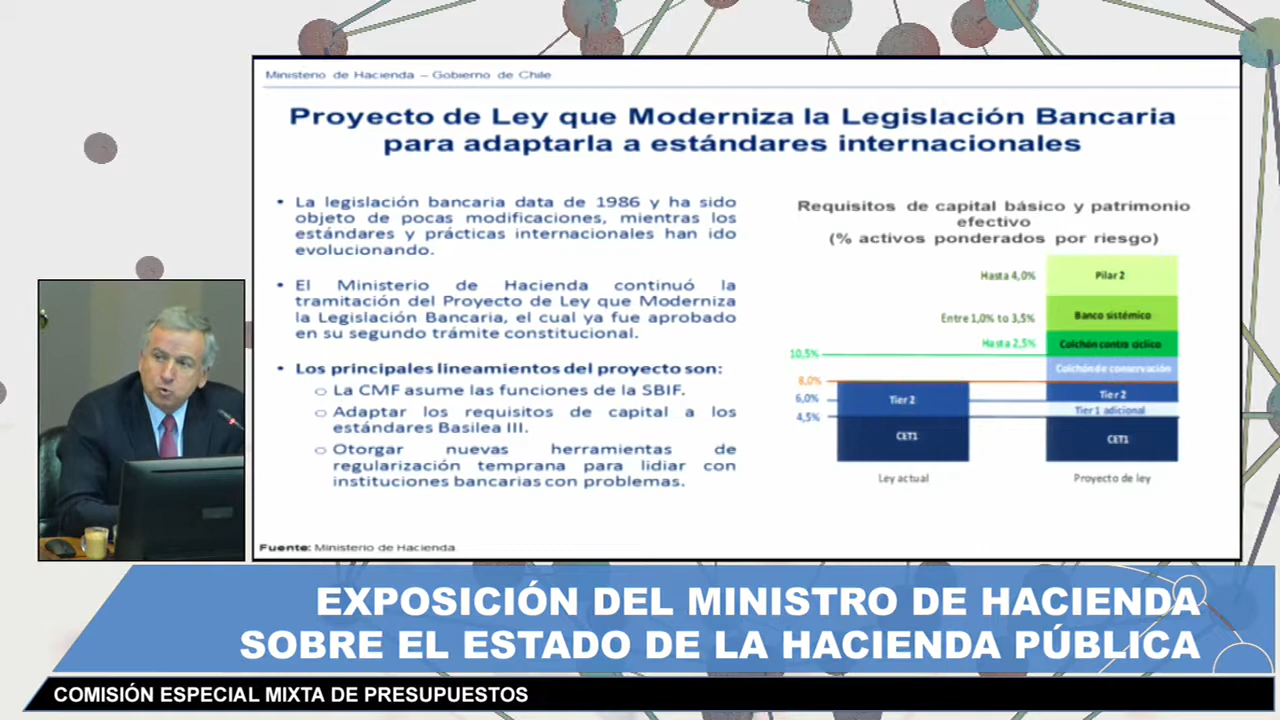 Ministerio de Hacienda – Gobierno de Chile
Proyecto de Ley que Moderniza la Legislación Bancaria
para adaptarla a estándares internacionales
• La legislación bancaria data de 1986 y ha sido
objeto de pocas modificaciones, mientras los
estándares y prácticas internacionales han ido
evolucionando.
• El Ministerio de Hacienda continuó la
tramitación del Proyecto de Ley que Moderniza
la Legislación Bancaria, el cual ya fue aprobado
en su segundo trámite constitucional.
• Los principales lineamientos del proyecto son:
○ La CMF asume las funciones de la SBIF.
○ Adaptar los requisitos de capital a los
estándares Basilea III.
○ Otorgar nuevas herramientas de
regularización temprana para lidiar con
instituciones bancarias con problemas.
Requisitos de capital básico y patrimonio
efectivo
(% activos ponderados por riesgo)
Hasta 4,0% Pilar 2
Entre 1,0% to 3,5% Banco sistémico
Hasta 2,5% Colchón contra cíclico
10,5%
Colchón de conservación
8,0%
6,0% Tier 2 Tier 2
Tier 1 adicional
4,5%
CET1 CET1
Ley actual Proyecto de ley
Fuente: Ministerio de Hacienda
EXPOSICIÓN DEL MINISTRO DE HACIENDA
SOBRE EL ESTADO DE LA HACIENDA PÚBLICA
COMISIÓN ESPECIAL MIXTA DE PRESUPUESTOS